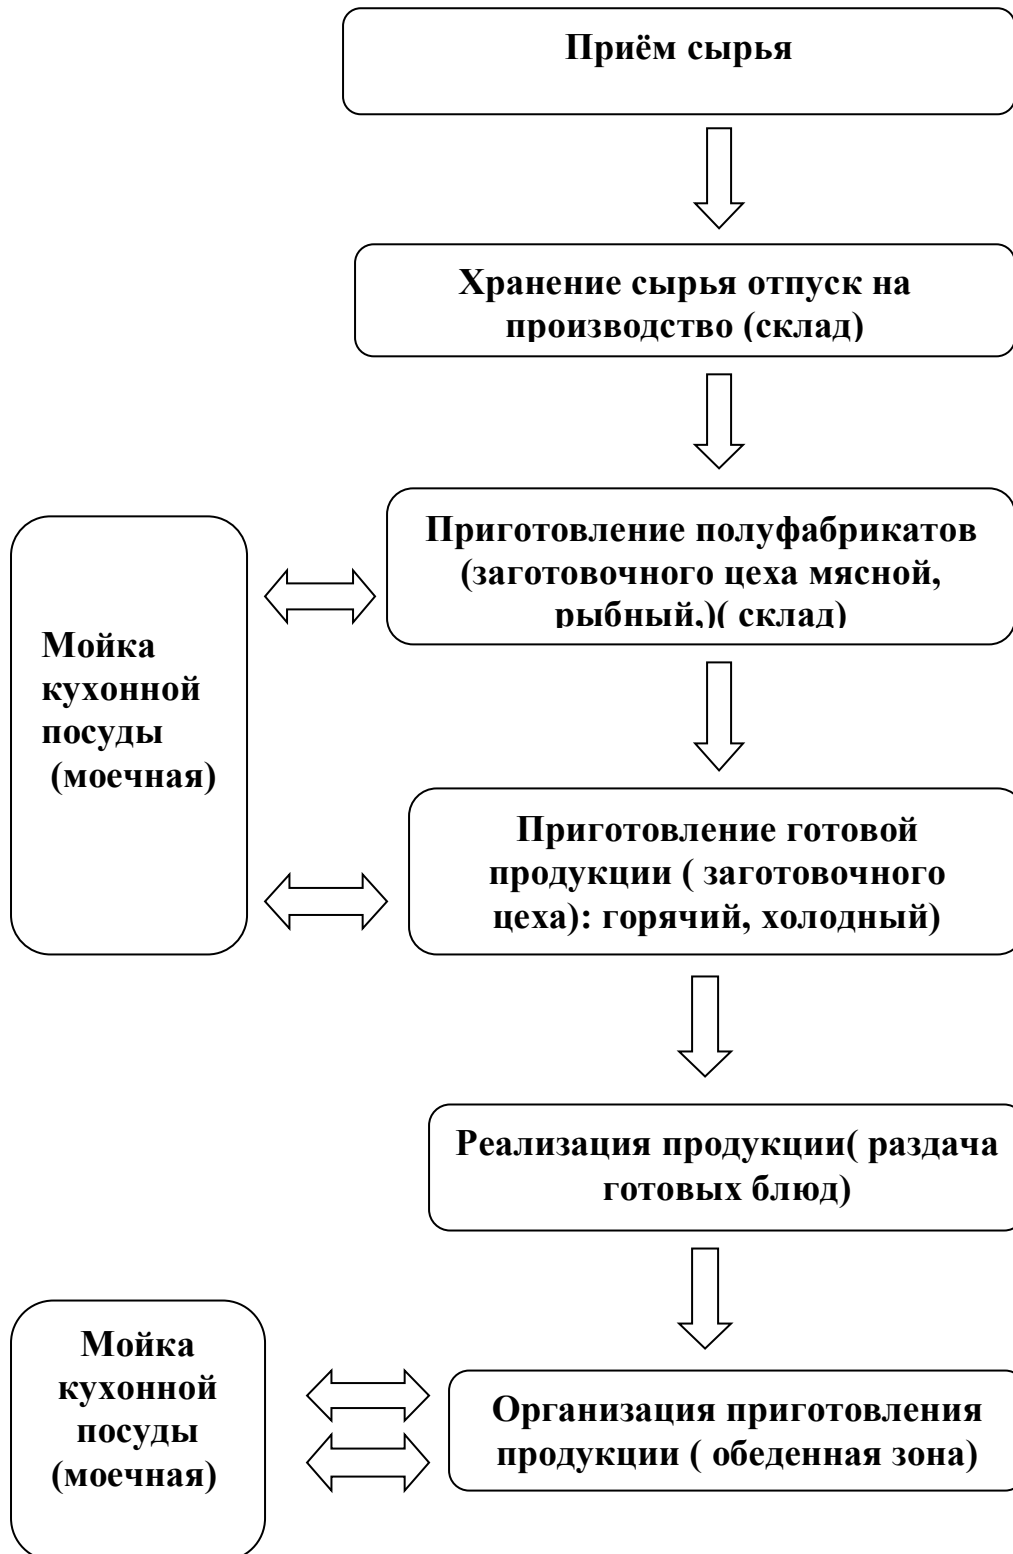 Приём сырья
Хранение сырья отпуск на
производство (склад)
Приготовление полуфабрикатов
(заготовочного цеха мясной,
рыбный,)( склад)
Мойка
кухонной
посуды
(моечная)
Приготовление готовой
продукции ( заготовочного
цеха): горячий, холодный)
Реализация продукции( раздача
готовых блюд)
Мойка
кухонной
посуды
(моечная)
Организация приготовления
продукции ( обеденная зона)